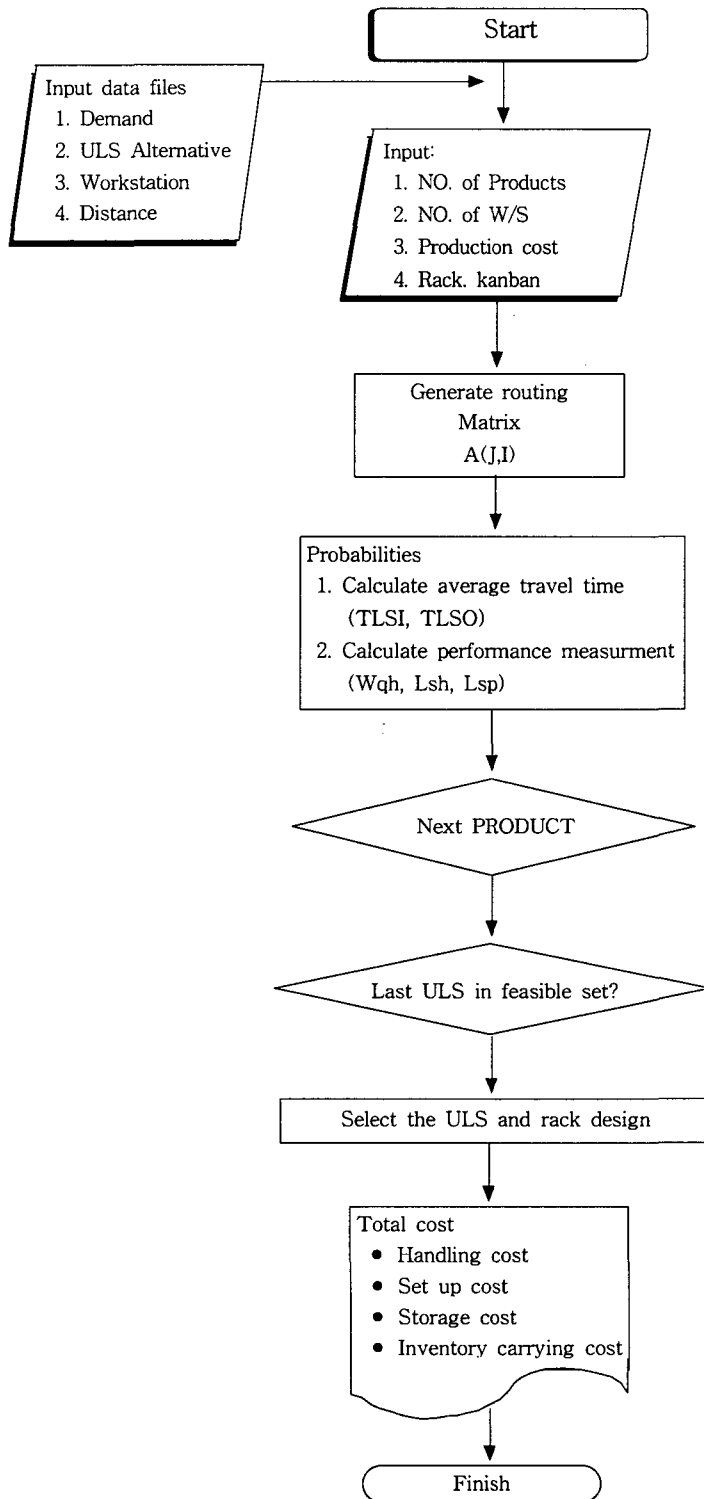 Start
Input data files
1. Demand
2. ULS Alternative
3. Workstation
4. Distance
Input:
1. NO. of Products
2. NO. of W/S
3. Production cost
4. Rack. kanban
Generate routing
Matrix
A(J,I)
Probabilities
1. Calculate average travel time
(TLSI, TLSO)
2. Calculate performance measurment
(Wqh, Lsh, Lsp)
Next PRODUCT
Last ULS in feasible set?
Select the ULS and rack design
Total cost
● Handling cost
● Set up cost
● Storage cost
● Inventory carrying cost
Finish